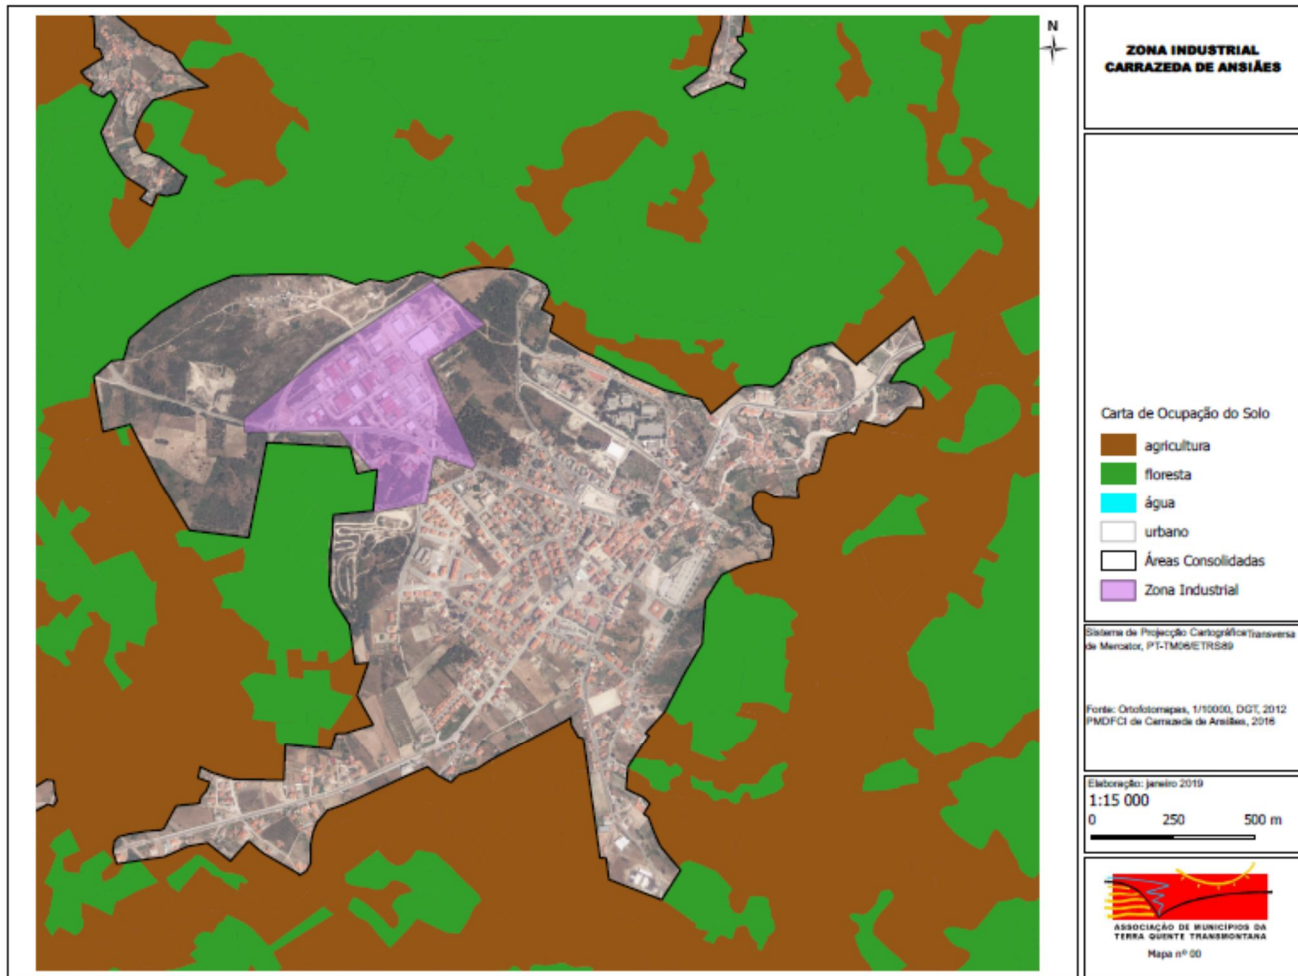 N
ZONA INDUSTRIAL
CARRAZEDA DE ANSIÃES
Carta de Ocupação do Solo
agricultura
floresta
água
urbano
Áreas Consolidadas
Zona Industrial
Sistema de Projecção Cartográfica Transversa
de Mercator, PT-TM06/ETRS89
Fonte: Ortofotomapas, 1/10000, DGT, 2012
PMDFCI de Carrazeda de Ansiães, 2016
Elaboração: janeiro 2019
1:15 000
0 250 500 m
ASSOCIAÇÃO DE MUNICÍPIOS DA
TERRA QUENTE TRANSMONTANA
Mapa nº 00